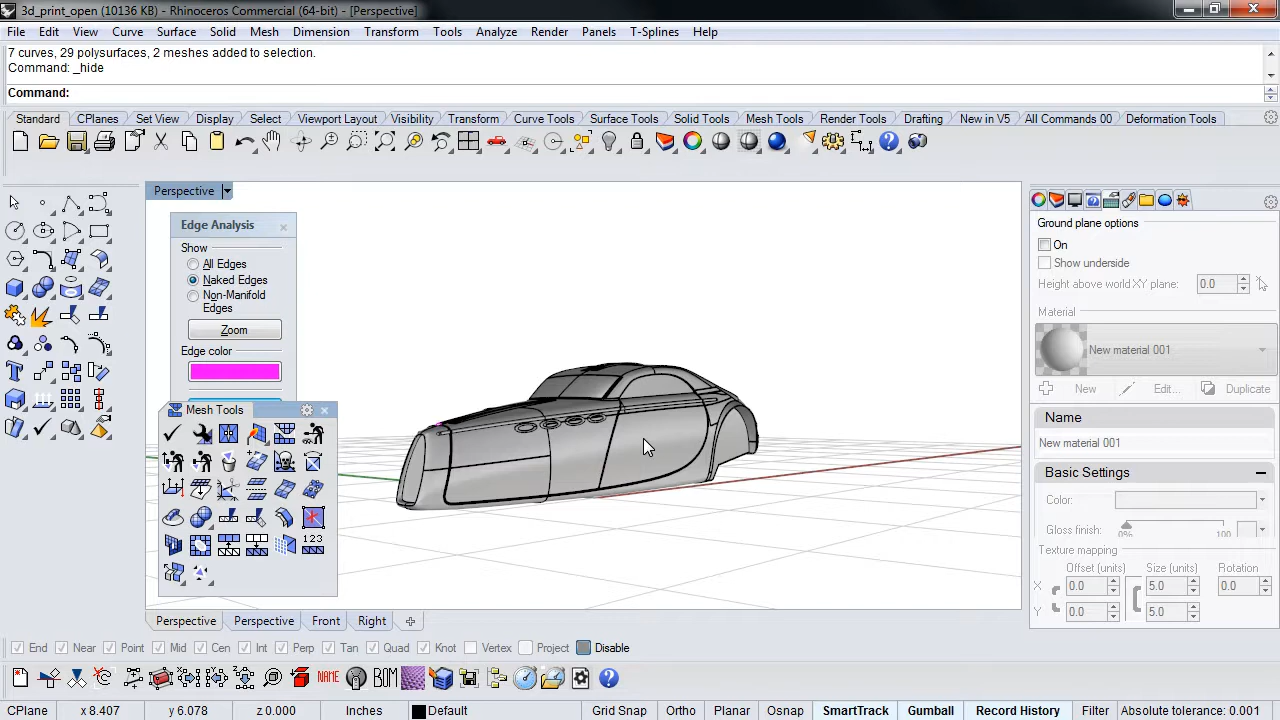 3d_print_open (10136 KB) - Rhinoceros Commercial (64-bit) - [Perspective]
File Edit View Curve Surface Solid Mesh Dimension Transform Tools Analyze Render Panels T-Splines Help
7 curves, 29 polysurfaces, 2 meshes added to selection.
Command: _hide
Command:
Standard CPlanes Set View Display Select Viewport Layout Visibility Transform Curve Tools Surface Tools Solid Tools Mesh Tools Render Tools Drafting New in V5 All Commands 00 Deformation Tools
Perspective
Edge Analysis
Show
All Edges
Naked Edges
Non-Manifold
Edges
Zoom
Edge color
Mesh Tools
123
Ground plane options
On
Show underside
Height above world XY plane: 0.0
Material
New material 001
New Edit... Duplicate
Name
New material 001
Basic Settings
Color:
Gloss finish: 0% 100
Texture mapping
Offset (units) Size (units) Rotation
X 0.0 5.0 0.0
Y 0.0 5.0
Perspective Perspective Front Right
End Near Point Mid Cen Int Perp Tan Quad Knot Vertex Project Disable
NAME BOM
CPlane x 8.407 y 6.078 z 0.000 Inches Default Grid Snap Ortho Planar Osnap SmartTrack Gumball Record History Filter Absolute tolerance: 0.001